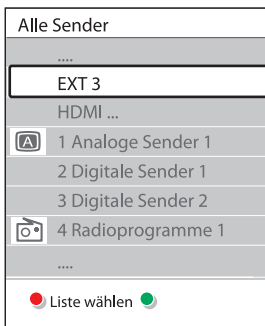 Alle Sender
....
EXT 3
HDMI ...
A 1 Analoge Sender 1
2 Digitale Sender 1
3 Digitale Sender 2
4 Radioprogramme 1
....
Liste wählen